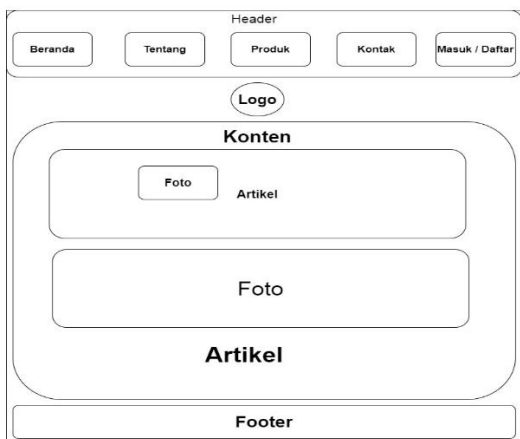 Header
Beranda
Tentang
Produk
Kontak
Masuk / Daftar
Logo
Konten
Foto
Artikel
Foto
Artikel
Footer